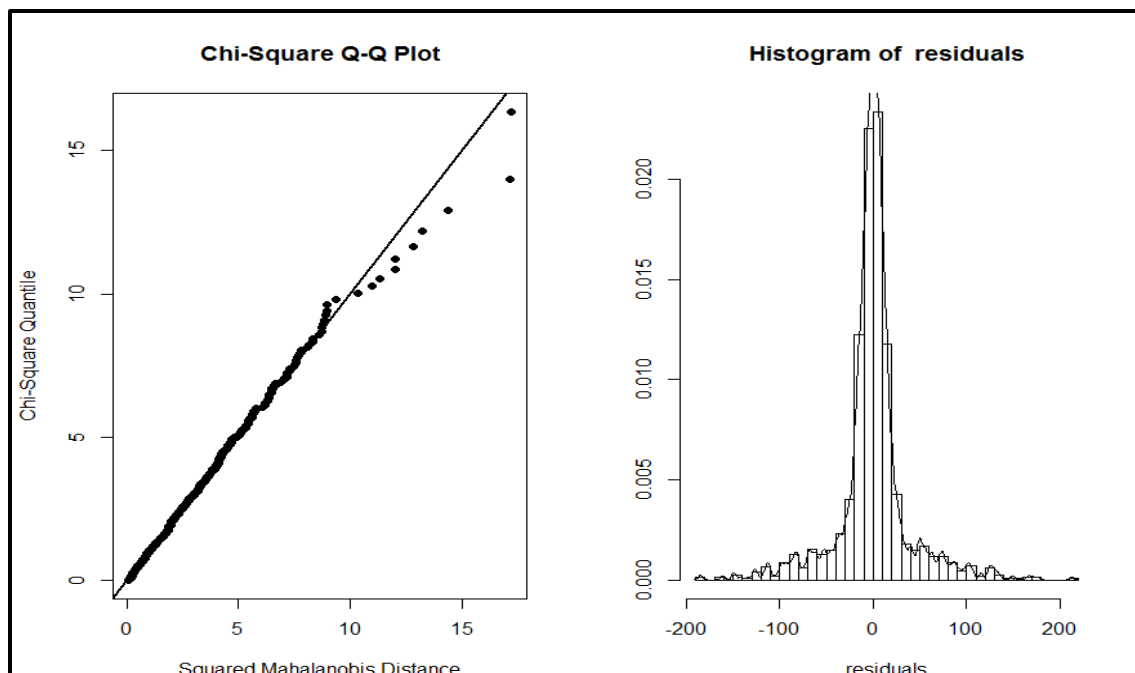 Chi-Square Q-Q Plot
Chi-Square Quantile
15
10
5
0
0 5 10 15
Squared Mahalanobis Distance
Histogram of residuals
0.020
0.015
0.010
0.005
0.000
-200 -100 0 100 200
residuals